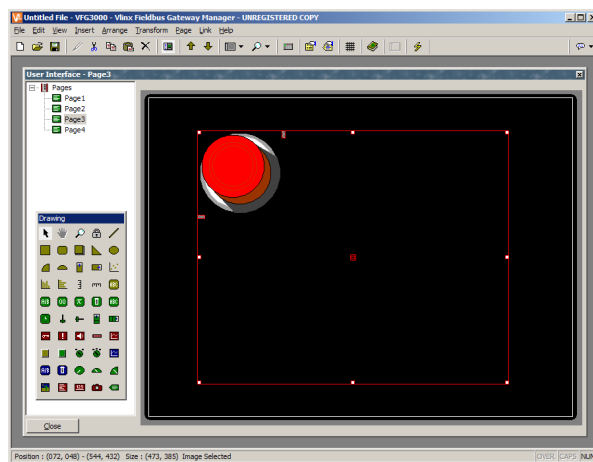 Untitled File - VFG3000 - Vlinx Fieldbus Gateway Manager - UNREGISTERED COPY
File Edit View Insert Arrange Transform Page Link Help
User Interface - Page3
Pages
Page1
Page2
Page3
Page4
Drawing
Close
Position : (072, 048) - (544, 432) Size : (473, 385) Image Selected
OVER CAPS NUM